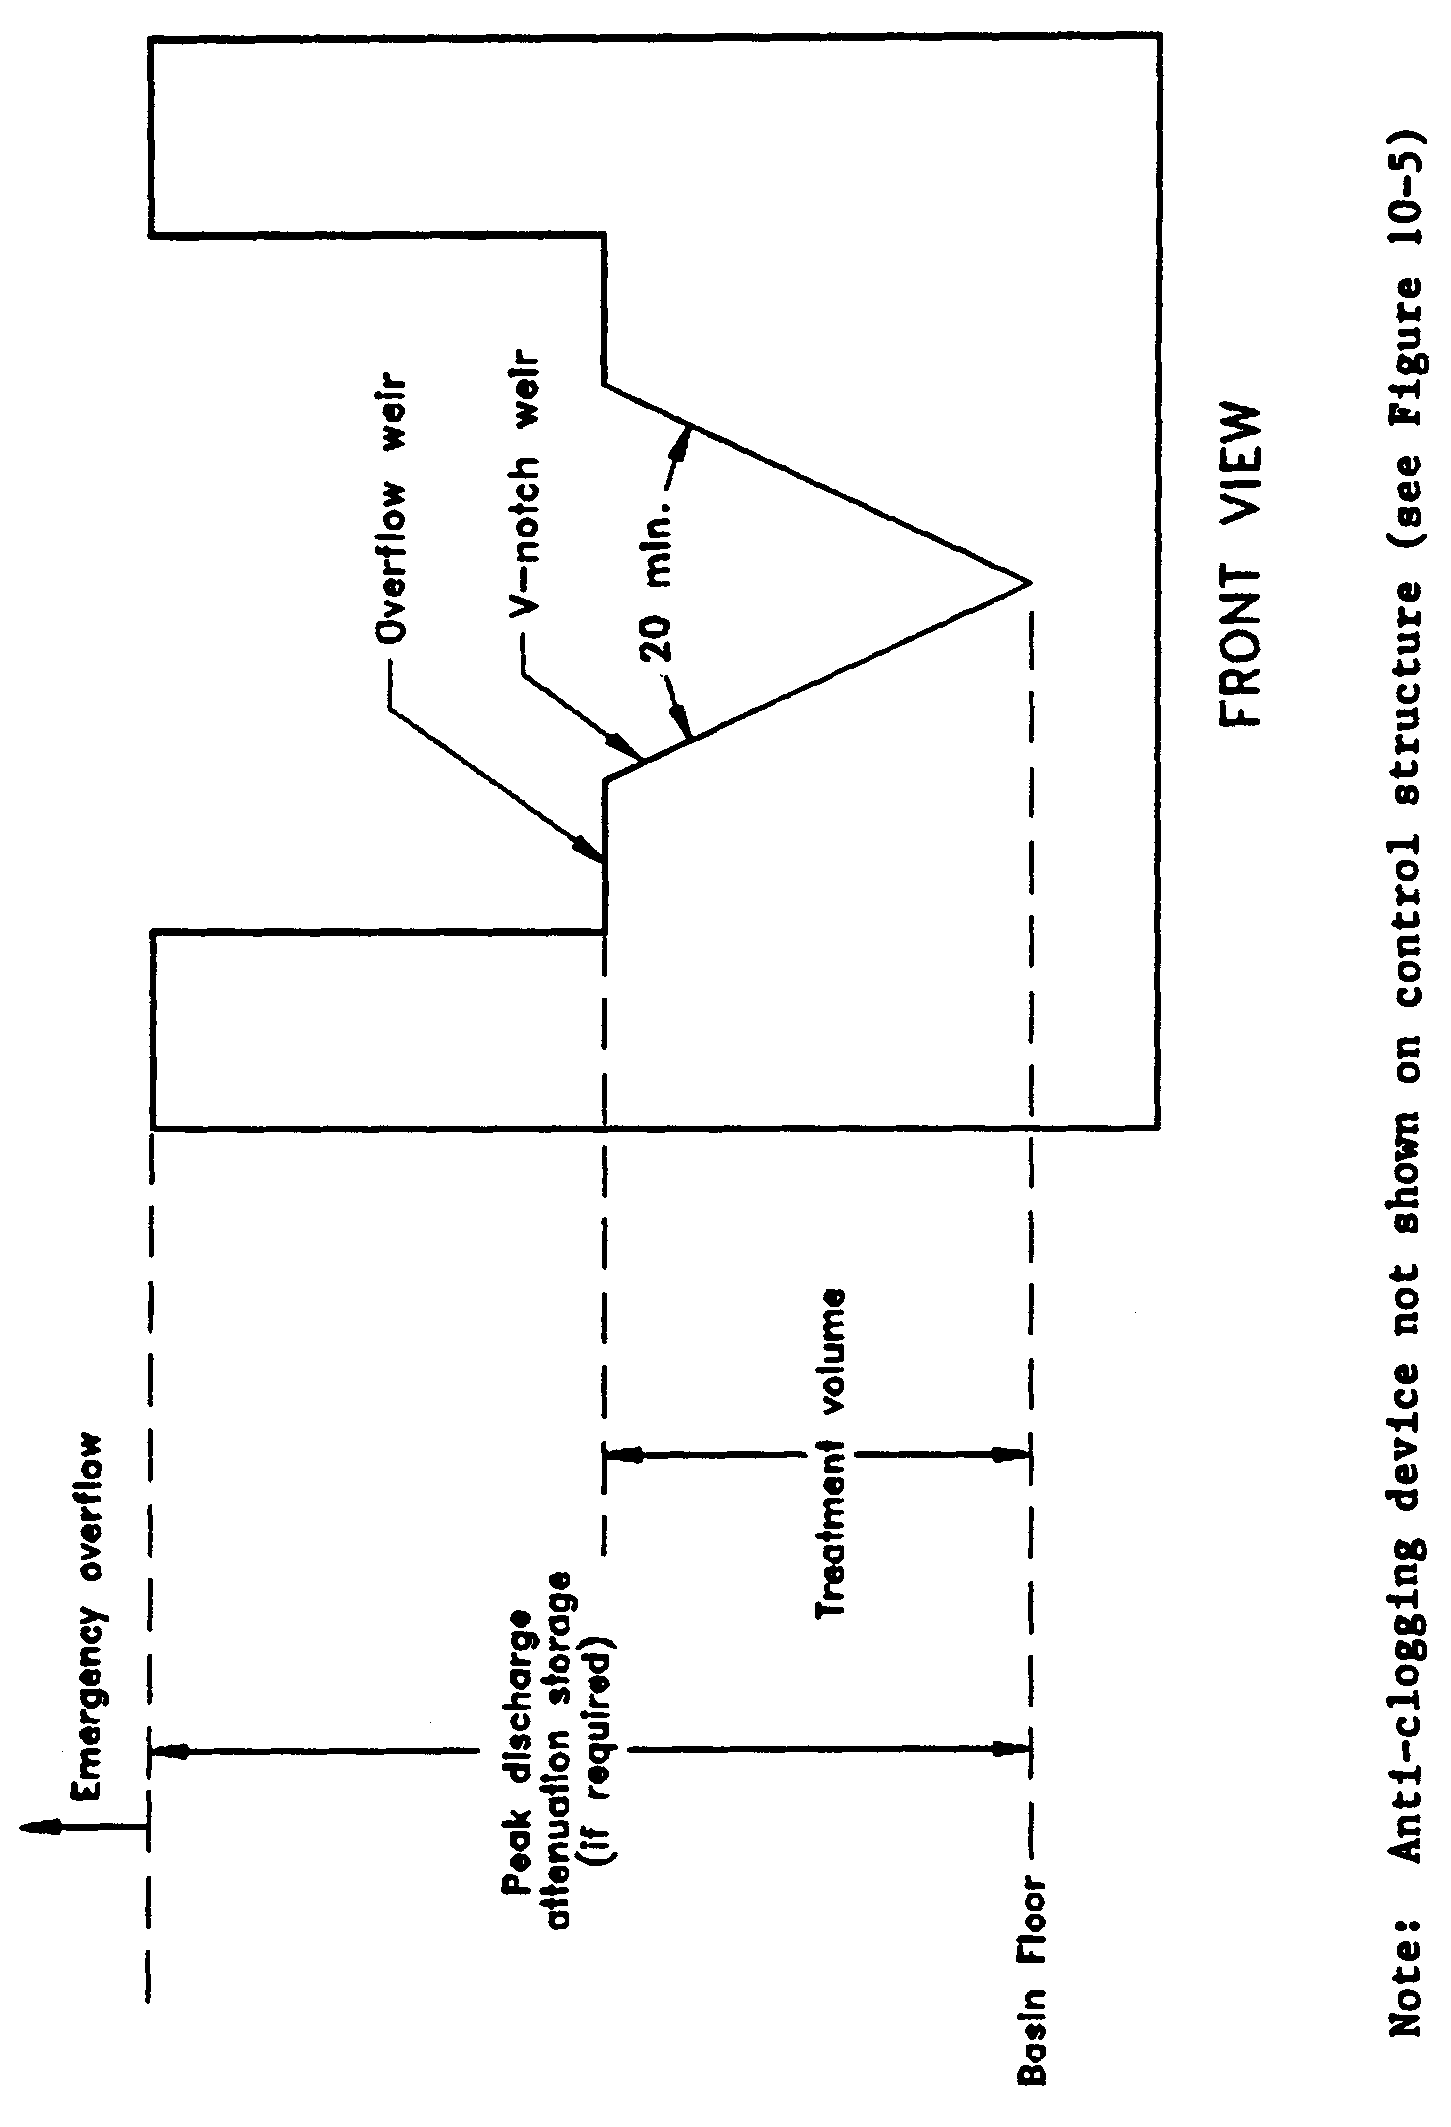 Emergency overflow
Overflow weir
V-notch weir
20 min.
Peak discharge
attenuation storage
(if required)
Treatment volume
Basin Floor
FRONT VIEW
Note: Anti-clogging device not shown on control structure (see Figure 10-5)